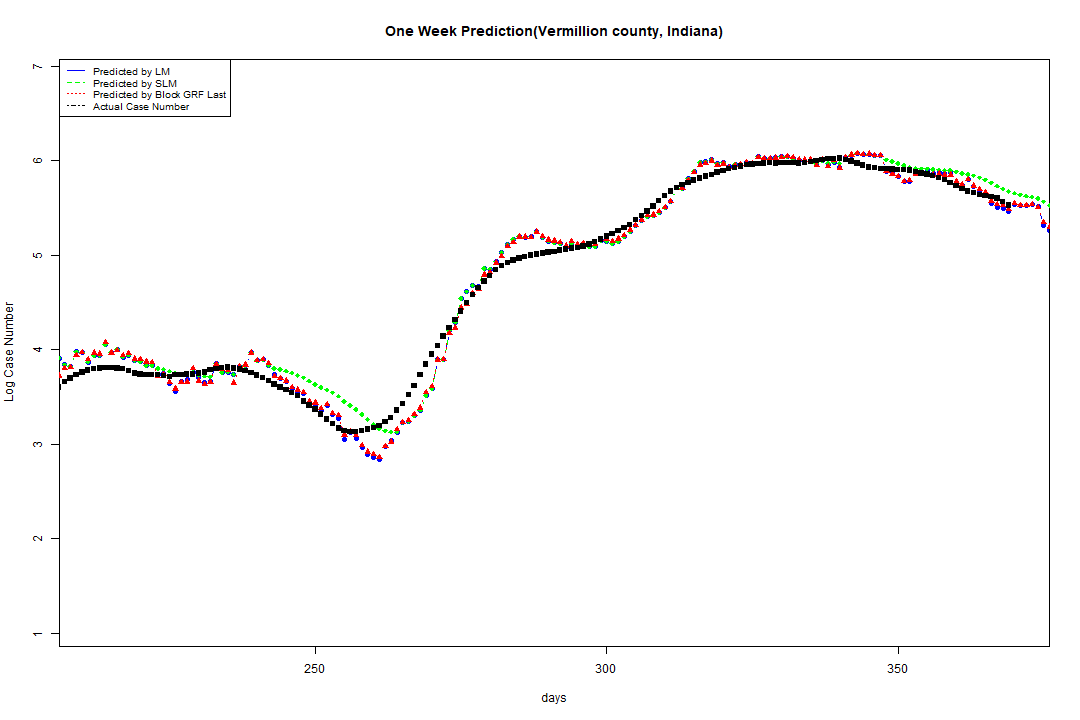 One Week Prediction(Vermillion county, Indiana)
Predicted by LM
Predicted by SLM
Predicted by Block GRF Last
Actual Case Number
7
6
5
4
3
2
1
Log Case Number
250 300 350
days